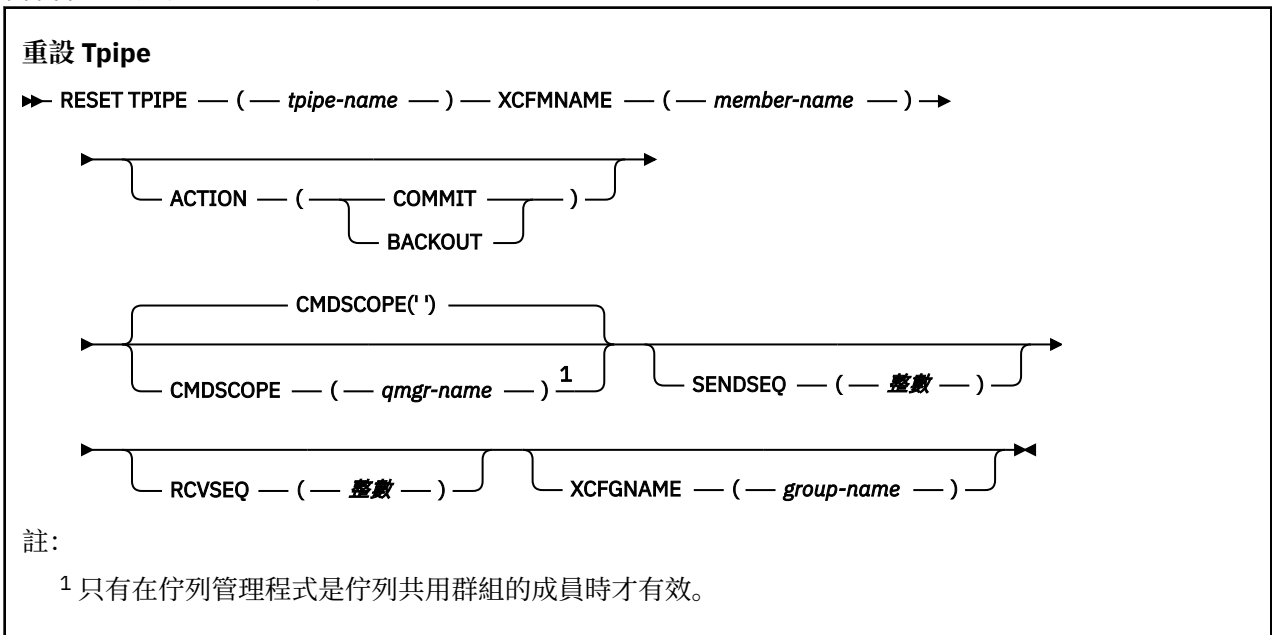 重設 Tpipe
RESET TPIPE ( tpipe-name ) XCFMNAME ( member-name )
ACTION ( COMMIT )
BACKOUT
CMDSCOPE(' ')
CMDSCOPE ( qmgr-name ) 1
SENDSEQ ( 整數 )
RCVSEQ ( 整數 ) XCFGNAME ( group-name )
註:
1 只有在佇列管理程式是佇列共用群組的成員時才有效。